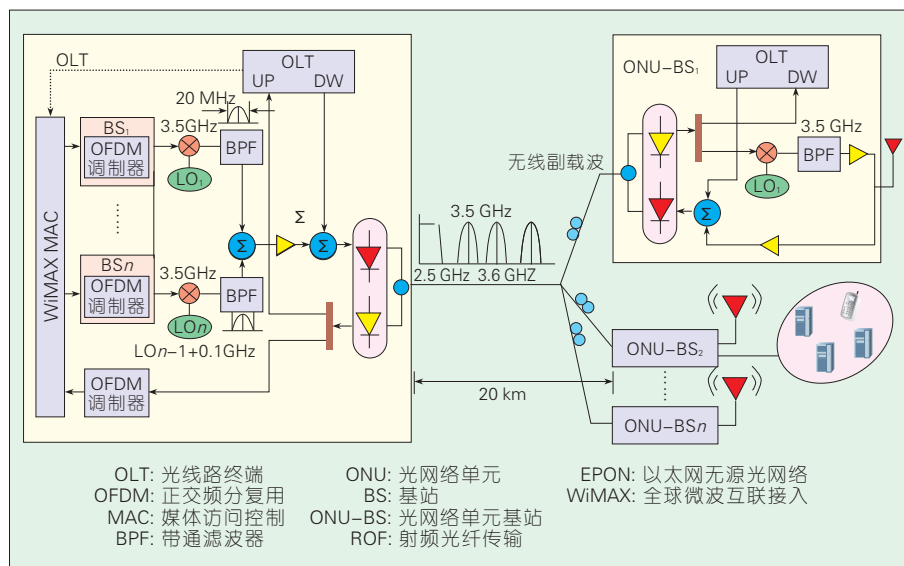 OLT
OLT
UP DW
20 MHz
BS₁
OFDM
调制器
3.5GHz
BPF
LO₁
WiMAX MAC
BSn
OFDM
调制器
3.5GHz
BPF
LOn
LOn-1+0.1GHz
Σ
Σ
Σ
OFDM
调制器
3.5 GHz
2.5 GHz 3.6 GHZ
无线副载波
20 km
ONU-BS₁
OLT
UP DW
3.5 GHz
BPF
LO₁
Σ
ONU-BS₂
ONU-BSn
OLT: 光线路终端
OFDM: 正交频分复用
MAC: 媒体访问控制
BPF: 带通滤波器
ONU: 光网络单元
BS: 基站
ONU-BS: 光网络单元基站
ROF: 射频光纤传输
EPON: 以太网无源光网络
WiMAX: 全球微波互联接入